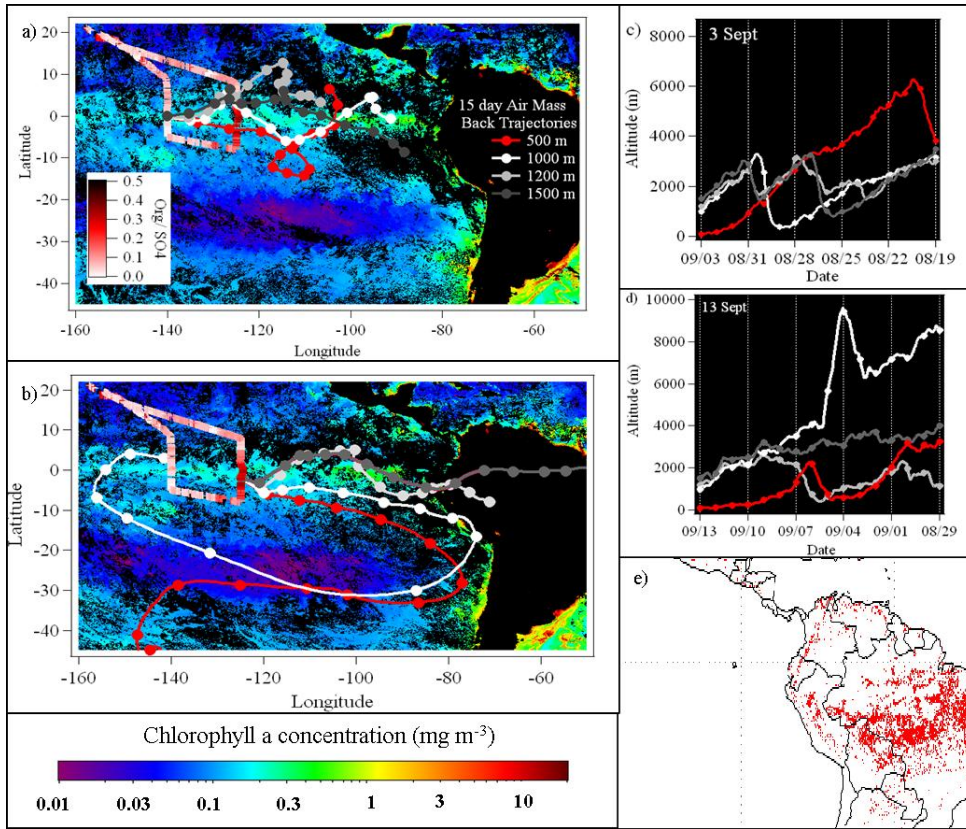 a)
20
10
0
-10
-20
-30
-40
Latitude
15 day Air Mass
Back Trajectories
500 m
1000 m
1200 m
1500 m
0.5
0.4
0.3
0.2
0.1
0.0
Org/ SO4
-160 -140 -120 -100 -80 -60
Longitude
b)
20
10
0
-10
-20
-30
-40
Latitude
-160 -140 -120 -100 -80 -60
Longitude
Chlorophyll a concentration (mg m-3)
0.01 0.03 0.1 0.3 1 3 10
c)
3 Sept
8000
6000
4000
2000
0
Altitude (m)
09/03 08/31 08/28 08/25 08/22 08/19
Date
d)
13 Sept
10000
8000
6000
4000
2000
0
Altitude (m)
09/13 09/10 09/07 09/04 09/01 08/29
Date
e)